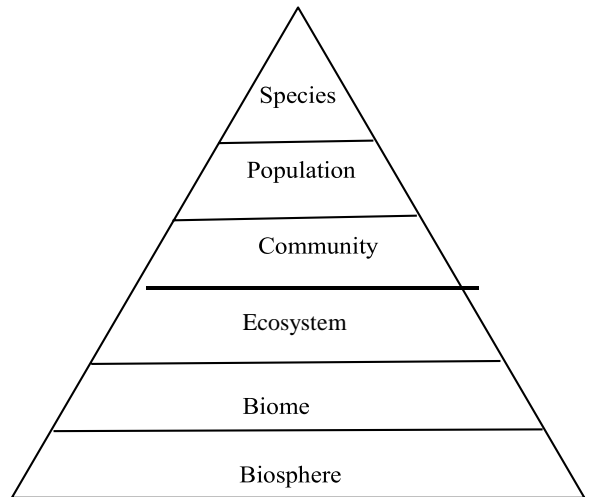 Species
Population
Community
Ecosystem
Biome
Biosphere